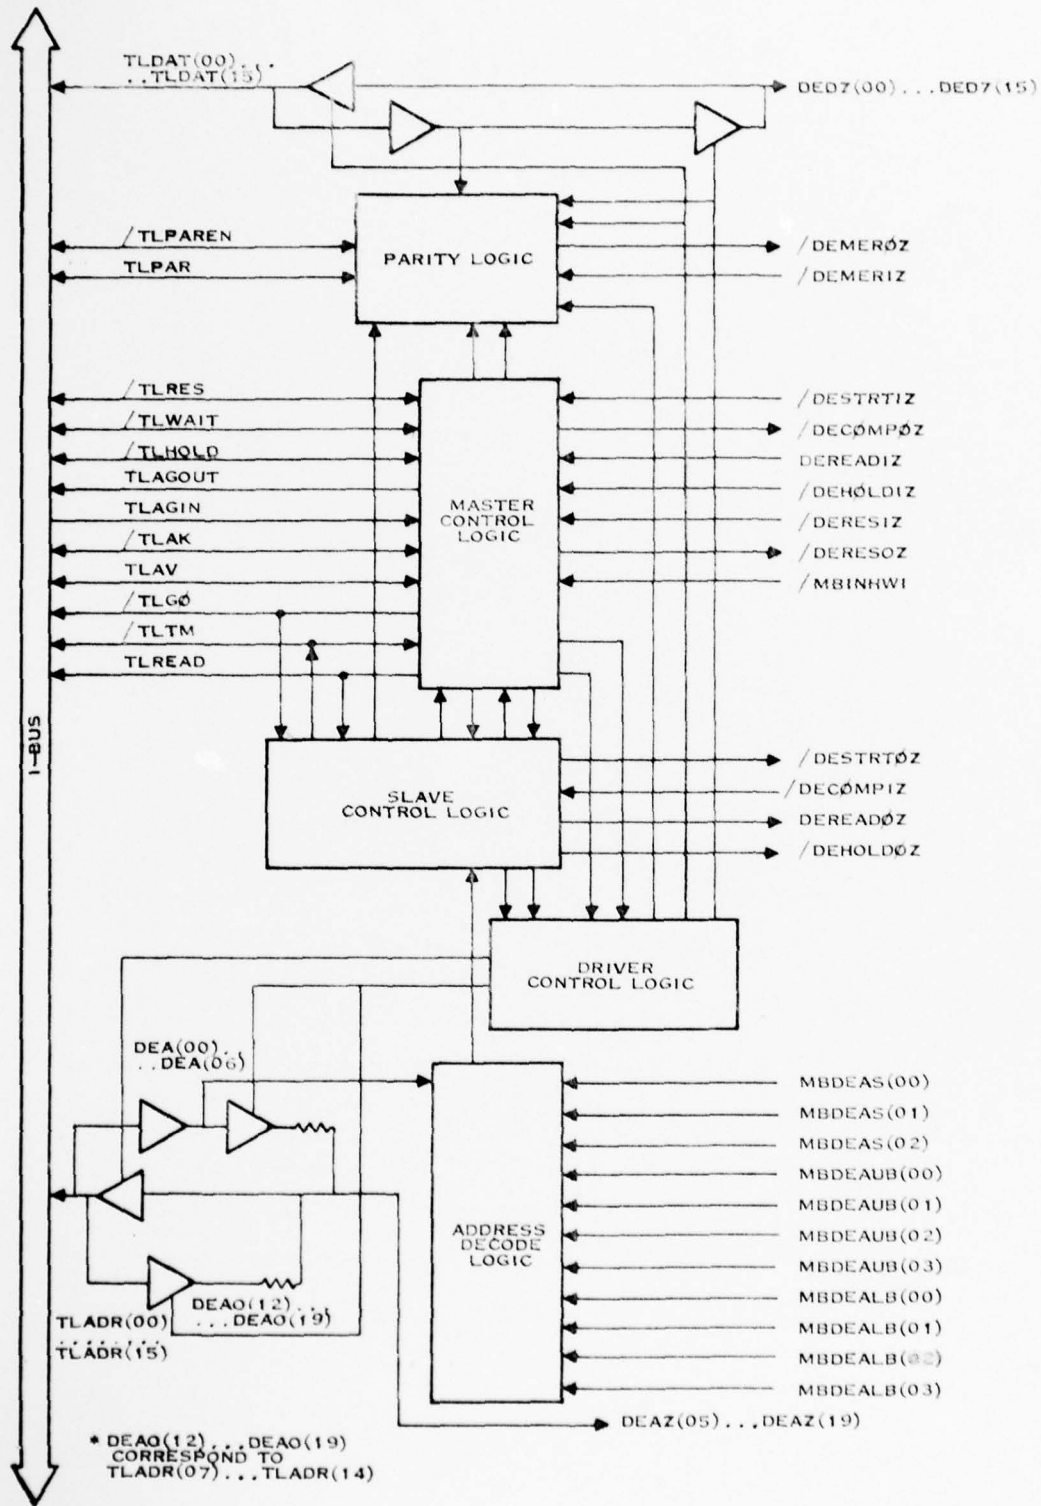 TLDAT(00)...
..TLDAT(15)
DED7(00)...DED7(15)
/TLPAREN
TLPAR
PARITY LOGIC
/DEMERØZ
/DEMERIZ
/TLRES
/TLWAIT
/TLHOLD
TLAGOUT
TLAGIN
/TLAK
TLAV
/TLGØ
/TLTM
TLREAD
MASTER
CONTROL
LOGIC
/DESTRTIZ
/DECØMPØZ
DEREADIZ
/DEHØLDIZ
/DERESIZ
/DERESOZ
/MBINHWI
I-BUS
SLAVE
CONTROL LOGIC
/DESTRTØZ
/DECØMPIZ
DEREADØZ
/DEHOLDØZ
DRIVER
CONTROL LOGIC
DEA(00)..
..DEA(06)
ADDRESS
DECODE
LOGIC
MBDEAS(00)
MBDEAS(01)
MBDEAS(02)
MBDEAUB(00)
MBDEAUB(01)
MBDEAUB(02)
MBDEAUB(03)
MBDEALB(00)
MBDEALB(01)
MBDEALB(02)
MBDEALB(03)
DEAO(12)...
...DEAO(19)
TLADR(00)
........
TLADR(15)
DEAZ(05)...DEAZ(19)
* DEAO(12)...DEAO(19)
CORRESPOND TO
TLADR(07)...TLADR(14)